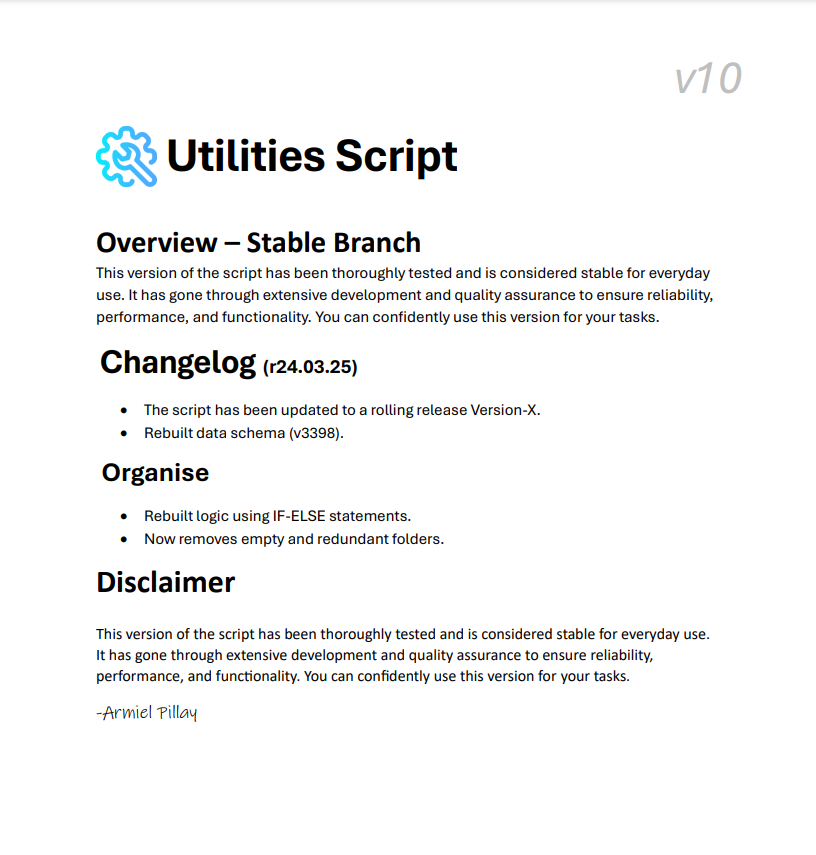 v10
Utilities Script
Overview – Stable Branch
This version of the script has been thoroughly tested and is considered stable for everyday
use. It has gone through extensive development and quality assurance to ensure reliability,
performance, and functionality. You can confidently use this version for your tasks.
Changelog (r24.03.25)
• The script has been updated to a rolling release Version-X.
• Rebuilt data schema (v3398).
Organise
• Rebuilt logic using IF-ELSE statements.
• Now removes empty and redundant folders.
Disclaimer
This version of the script has been thoroughly tested and is considered stable for everyday use.
It has gone through extensive development and quality assurance to ensure reliability,
performance, and functionality. You can confidently use this version for your tasks.
-Armiel Pillay